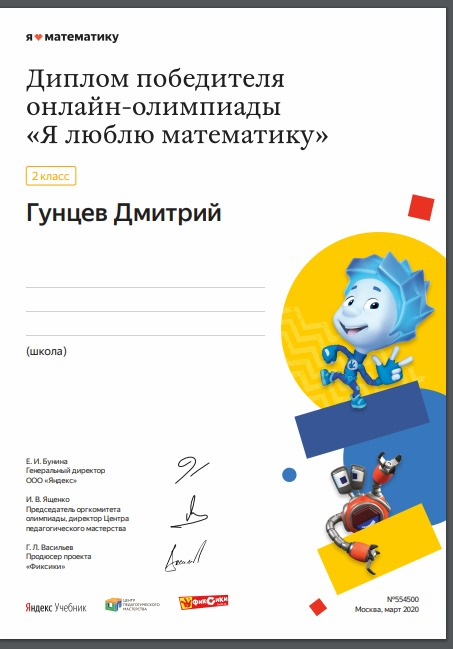 я❤математику
Диплом победителя
онлайн-олимпиады
«Я люблю математику»
2 класс
Гунцев Дмитрий
(школа)
Е. И. Бунина
Генеральный директор
ООО «Яндекс»
И. В. Ященко
Председатель оргкомитета
олимпиады, директор Центра
педагогического мастерства
Г. Л. Васильев
Продюсер проекта
«Фиксики»
Яндекс Учебник
ЦЕНТР
ПЕДАГОГИЧЕСКОГО
МАСТЕРСТВА
ФИКСИКИ
№554500
Москва, март 2020